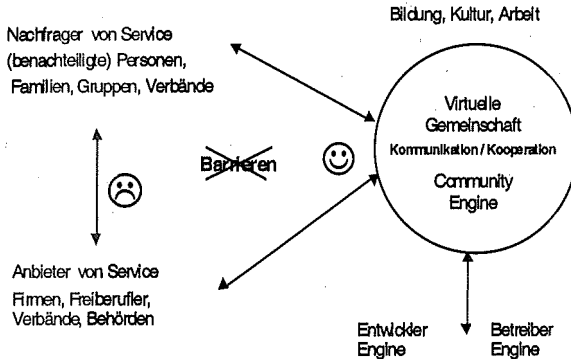 Bildung, Kultur, Arbeit
Nachfrager von Service
(benachteiligte) Personen,
Familien, Gruppen, Verbände
Virtuelle
Gemeinschaft
Kommunikation / Kooperation
Community
Engine
Barrieren
Anbieter von Service
Firmen, Freiberufler,
Verbände, Behörden
Entwickler
Engine
Betreiber
Engine